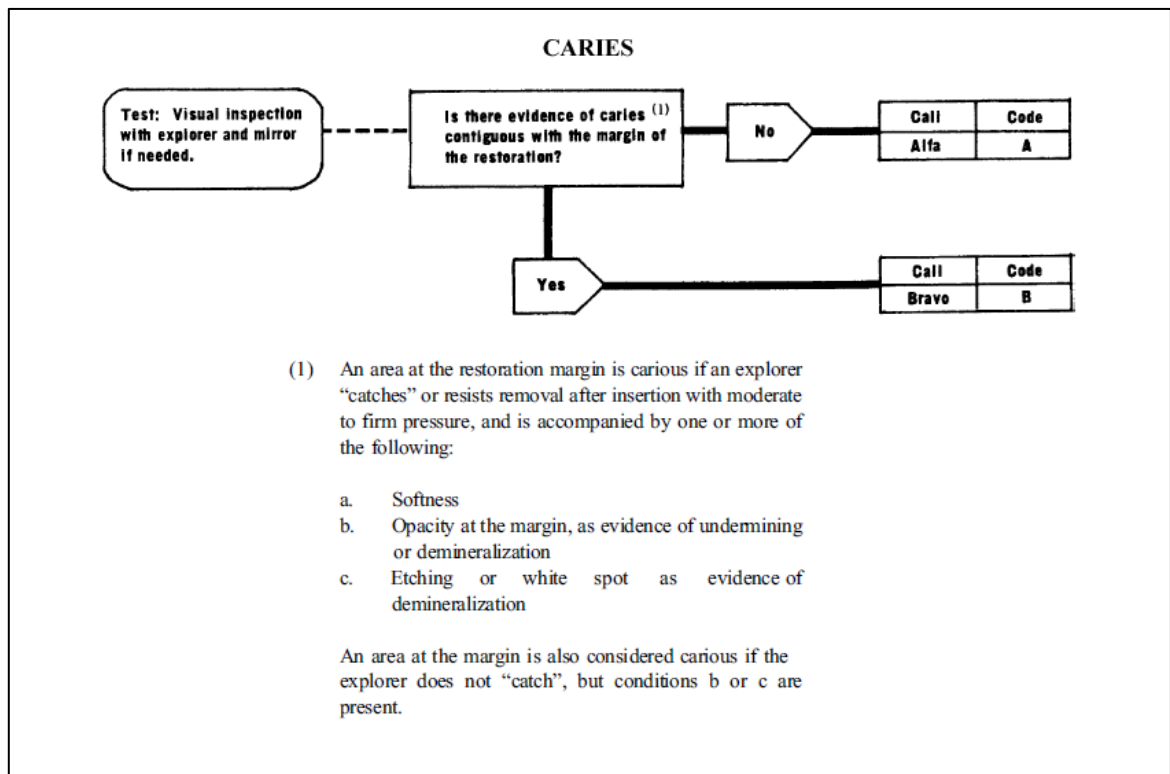 CARIES
Test: Visual inspection
with explorer and mirror
if needed.
Is there evidence of caries (1)
contiguous with the margin of
the restoration?
No
Call Code
Alfa A
Yes
Call Code
Bravo B
(1) An area at the restoration margin is carious if an explorer
“catches” or resists removal after insertion with moderate
to firm pressure, and is accompanied by one or more of
the following:
a. Softness
b. Opacity at the margin, as evidence of undermining
or demineralization
c. Etching or white spot as evidence of
demineralization
An area at the margin is also considered carious if the
explorer does not “catch”, but conditions b or c are
present.